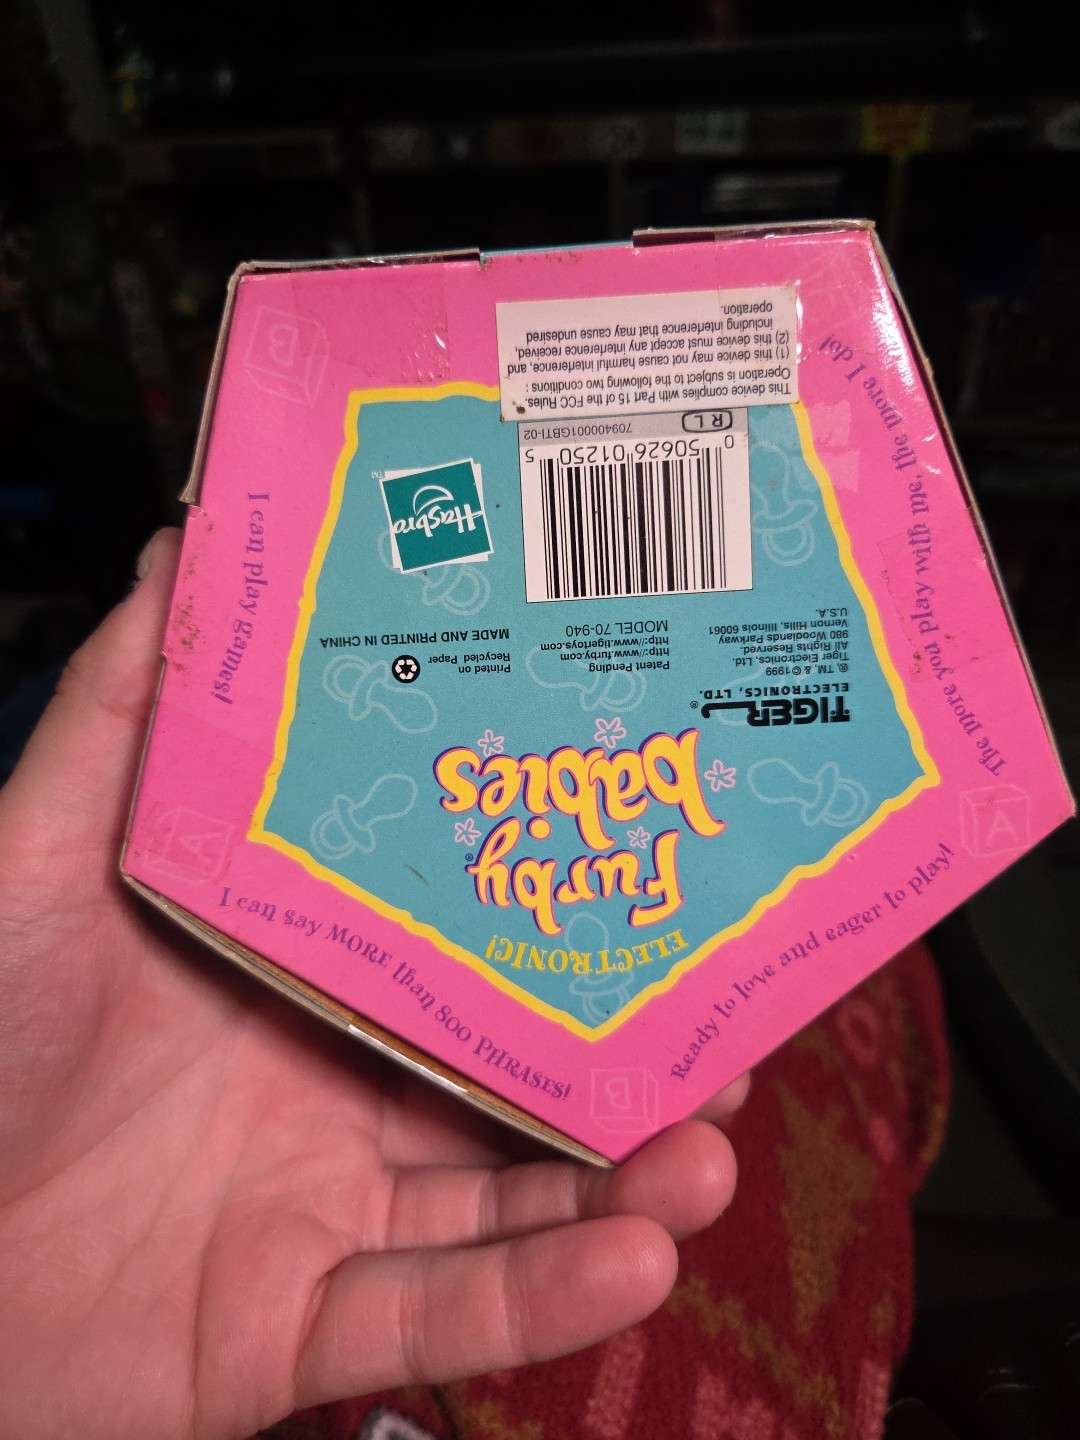 ELECTRONIC!
Furby®
babies
TIGER®
ELECTRONICS, LTD.
®, TM, & © 1999
Tiger Electronics, Ltd.
All Rights Reserved.
980 Woodlands Parkway
Vernon Hills, Illinois 60061
U.S.A.
Patent Pending
http://www.furby.com
http://www.tigertoys.com
MODEL 70-940
Printed on
Recycled Paper
MADE AND PRINTED IN CHINA
Hasbro
TM
0 50626 01250 5
R L
709400001GBTI-02
This device complies with Part 15 of the FCC Rules.
Operation is subject to the following two conditions :
(1) this device may not cause harmful interference, and
(2) this device must accept any interference received,
including interference that may cause undesired
operation.
I can play games!
I can say MORE than 800 PHRASES!
Ready to love and eager to play!
The more you play with me, the more I do!
B
A
B
A